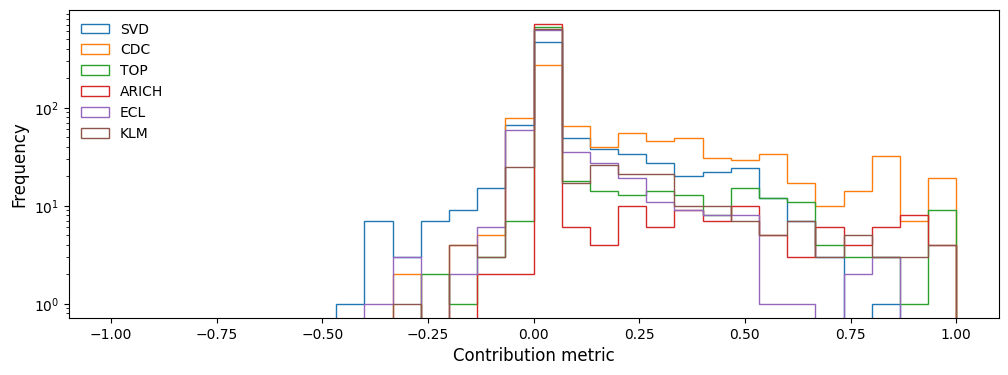 SVD
CDC
TOP
ARICH
ECL
KLM
Frequency
10²
10¹
10⁰
−1.00 −0.75 −0.50 −0.25 0.00 0.25 0.50 0.75 1.00
Contribution metric